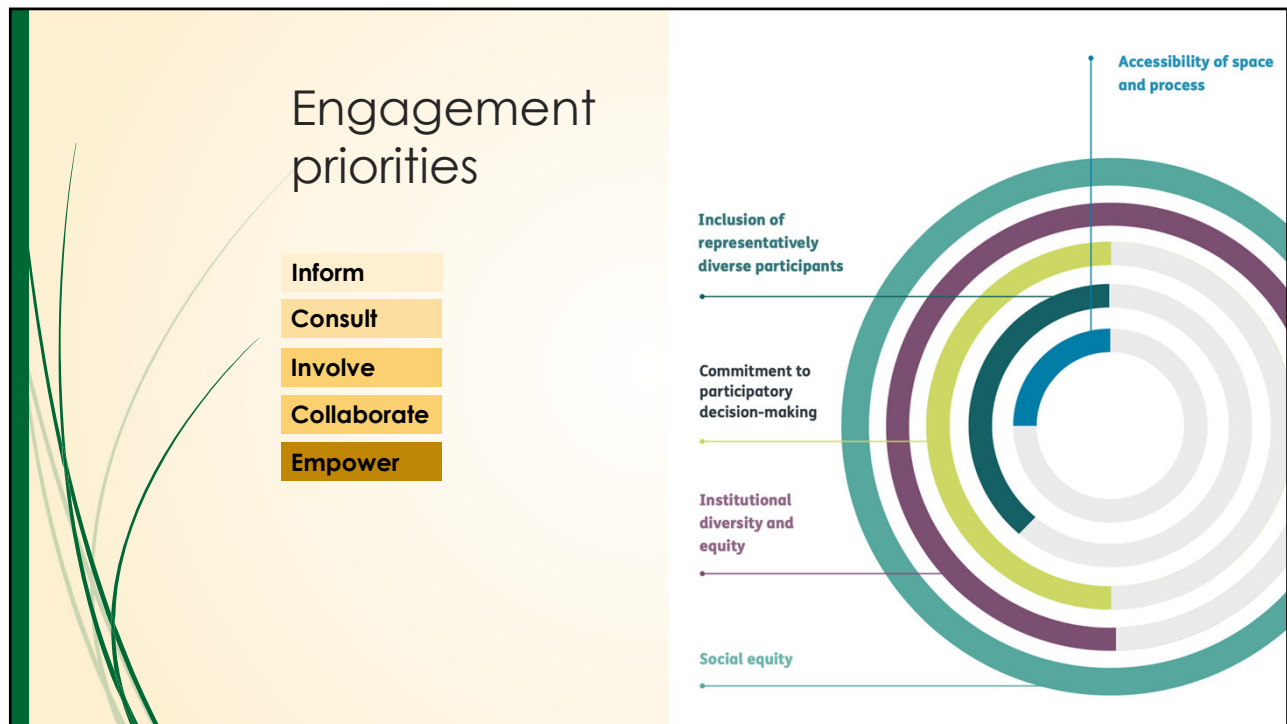 Engagement
priorities
Inform
Consult
Involve
Collaborate
Empower
Accessibility of space
and process
Inclusion of
representatively
diverse participants
Commitment to
participatory
decision-making
Institutional
diversity and
equity
Social equity